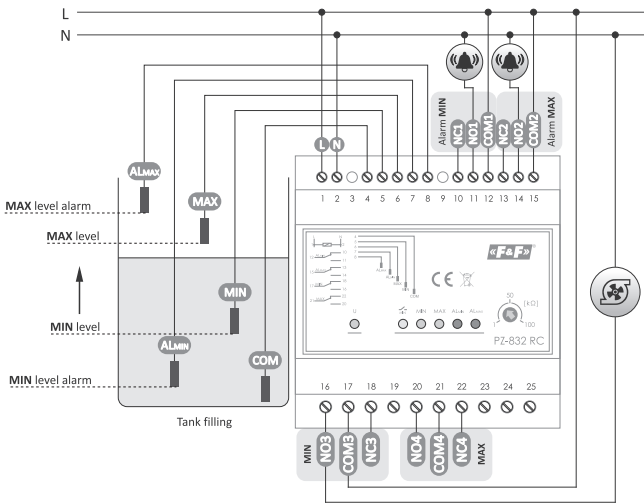 L
N
Alarm MIN
NC1
NO1
COM1
NC2
NO2
COM2
Alarm MAX
L N
1 2 3 4 5 6 7 8 9 10 11 12 13 14 15
ALMAX
MAX
MAX level alarm
MAX level
MIN
MIN level
ALMIN
COM
MIN level alarm
Tank filling
«F&F»®
CE
U
MIN MAX ALMIN ALMAX
50
(kΩ)
1 100
PZ-832 RC
16 17 18 19 20 21 22 23 24 25
MIN
NO3
COM3
NC3
NO4
COM4
NC4
MAX